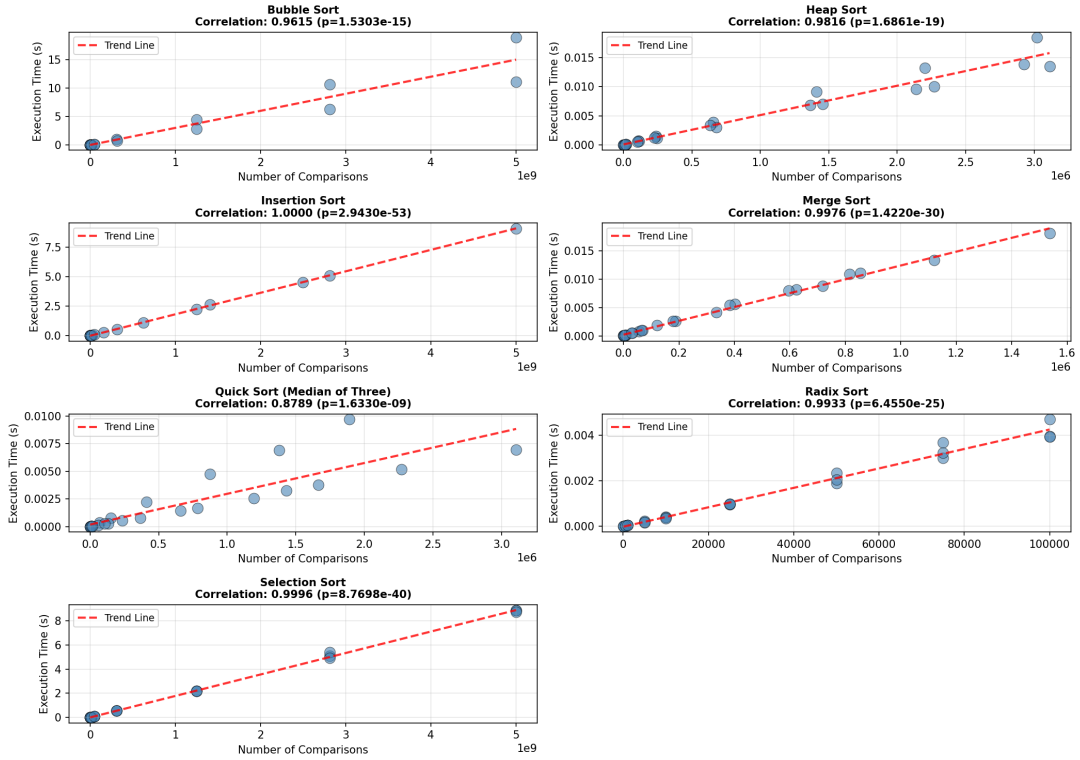 Bubble Sort
Correlation: 0.9615 (p=1.5303e-15)
Execution Time (s)
15
10
5
0
Trend Line
0
1
2
3
4
5
1e9
Number of Comparisons
Heap Sort
Correlation: 0.9816 (p=1.6861e-19)
Execution Time (s)
0.015
0.010
0.005
0.000
Trend Line
0.0
0.5
1.0
1.5
2.0
2.5
3.0
1e6
Number of Comparisons
Insertion Sort
Correlation: 1.0000 (p=2.9430e-53)
Execution Time (s)
7.5
5.0
2.5
0.0
Trend Line
0
1
2
3
4
5
1e9
Number of Comparisons
Merge Sort
Correlation: 0.9976 (p=1.4220e-30)
Execution Time (s)
0.015
0.010
0.005
0.000
Trend Line
0.0
0.2
0.4
0.6
0.8
1.0
1.2
1.4
1.6
1e6
Number of Comparisons
Quick Sort (Median of Three)
Correlation: 0.8789 (p=1.6330e-09)
Execution Time (s)
0.0100
0.0075
0.0050
0.0025
0.0000
Trend Line
0.0
0.5
1.0
1.5
2.0
2.5
3.0
1e6
Number of Comparisons
Radix Sort
Correlation: 0.9933 (p=6.4550e-25)
Execution Time (s)
0.004
0.002
0.000
Trend Line
0
20000
40000
60000
80000
100000
Number of Comparisons
Selection Sort
Correlation: 0.9996 (p=8.7698e-40)
Execution Time (s)
8
6
4
2
0
Trend Line
0
1
2
3
4
5
1e9
Number of Comparisons